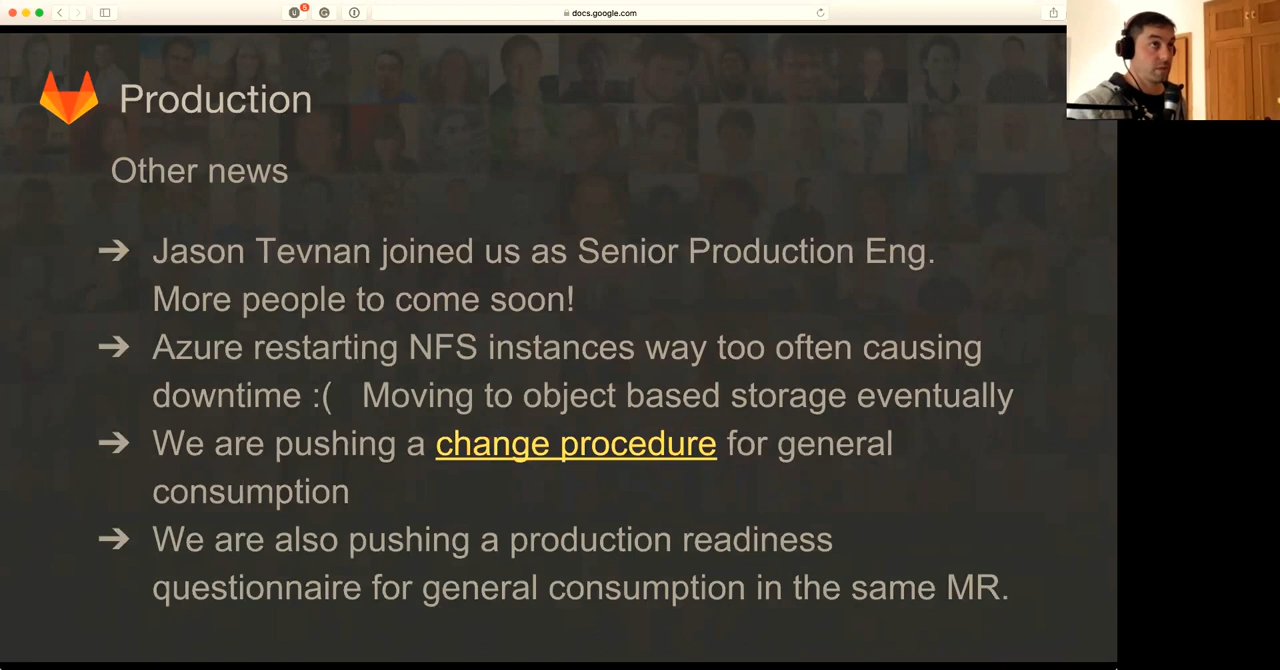 docs.google.com
Production
Other news
➔ Jason Tevnan joined us as Senior Production Eng.
More people to come soon!
➔ Azure restarting NFS instances way too often causing
downtime :( Moving to object based storage eventually
➔ We are pushing a change procedure for general
consumption
➔ We are also pushing a production readiness
questionnaire for general consumption in the same MR.